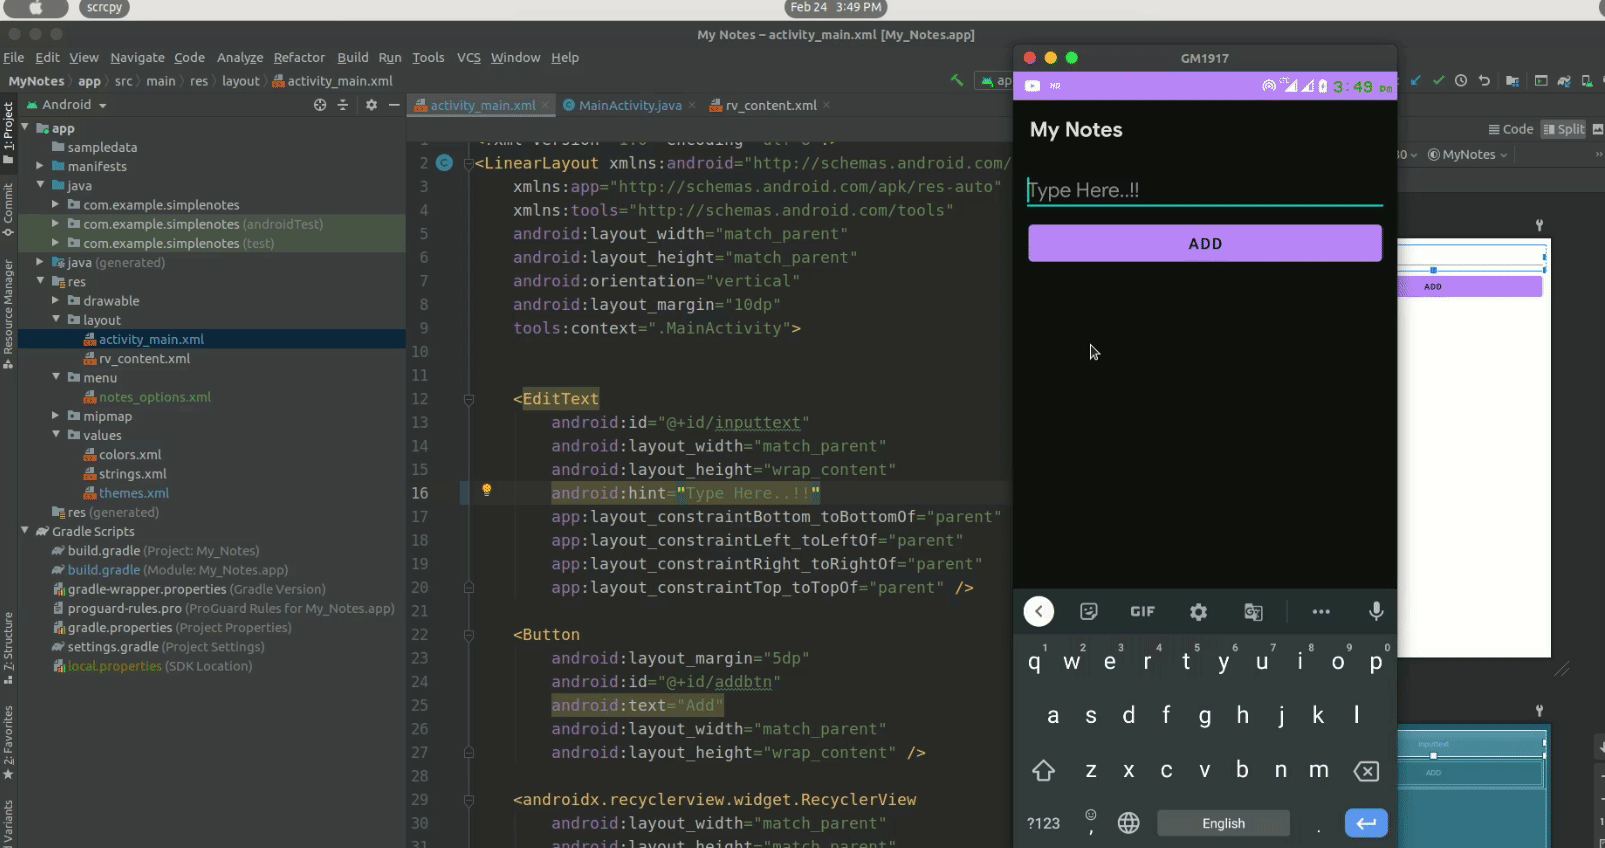 scrcpy
Feb 24 3:49 PM
My Notes – activity_main.xml [My_Notes.app]
File Edit View Navigate Code Analyze Refactor Build Run Tools VCS Window Help
MyNotes app src main res layout activity_main.xml
Android
activity_main.xml
MainActivity.java
rv_content.xml
1: Project
Commit
Resource Manager
7: Structure
2: Favorites
Variants
app
sampledata
manifests
java
com.example.simplenotes
com.example.simplenotes (androidTest)
com.example.simplenotes (test)
java (generated)
res
drawable
layout
activity_main.xml
rv_content.xml
menu
notes_options.xml
mipmap
values
colors.xml
strings.xml
themes.xml
res (generated)
Gradle Scripts
build.gradle (Project: My_Notes)
build.gradle (Module: My_Notes.app)
gradle-wrapper.properties (Gradle Version)
proguard-rules.pro (ProGuard Rules for My_Notes.app)
gradle.properties (Project Properties)
settings.gradle (Project Settings)
local.properties (SDK Location)
2 <LinearLayout xmlns:android="http://schemas.android.com/
3 xmlns:app="http://schemas.android.com/apk/res-auto"
4 xmlns:tools="http://schemas.android.com/tools"
5 android:layout_width="match_parent"
6 android:layout_height="match_parent"
7 android:orientation="vertical"
8 android:layout_margin="10dp"
9 tools:context=".MainActivity">
10
11
12 <EditText
13 android:id="@+id/inputtext"
14 android:layout_width="match_parent"
15 android:layout_height="wrap_content"
16 android:hint="Type Here..!!"
17 app:layout_constraintBottom_toBottomOf="parent"
18 app:layout_constraintLeft_toLeftOf="parent"
19 app:layout_constraintRight_toRightOf="parent"
20 app:layout_constraintTop_toTopOf="parent" />
21
22 <Button
23 android:layout_margin="5dp"
24 android:id="@+id/addbtn"
25 android:text="Add"
26 android:layout_width="match_parent"
27 android:layout_height="wrap_content" />
28
29 <androidx.recyclerview.widget.RecyclerView
30 android:layout_width="match_parent"
31 android:layout_height="match_parent"
GM1917
3:49 PM
My Notes
Type Here..!!
ADD
GIF
q1 w2 e3 r4 t5 y6 u7 i8 o9 p0
a s d f g h j k l
z x c v b n m
?123 , English .
Code Split
MyNotes
ADD
inputtext
ADD